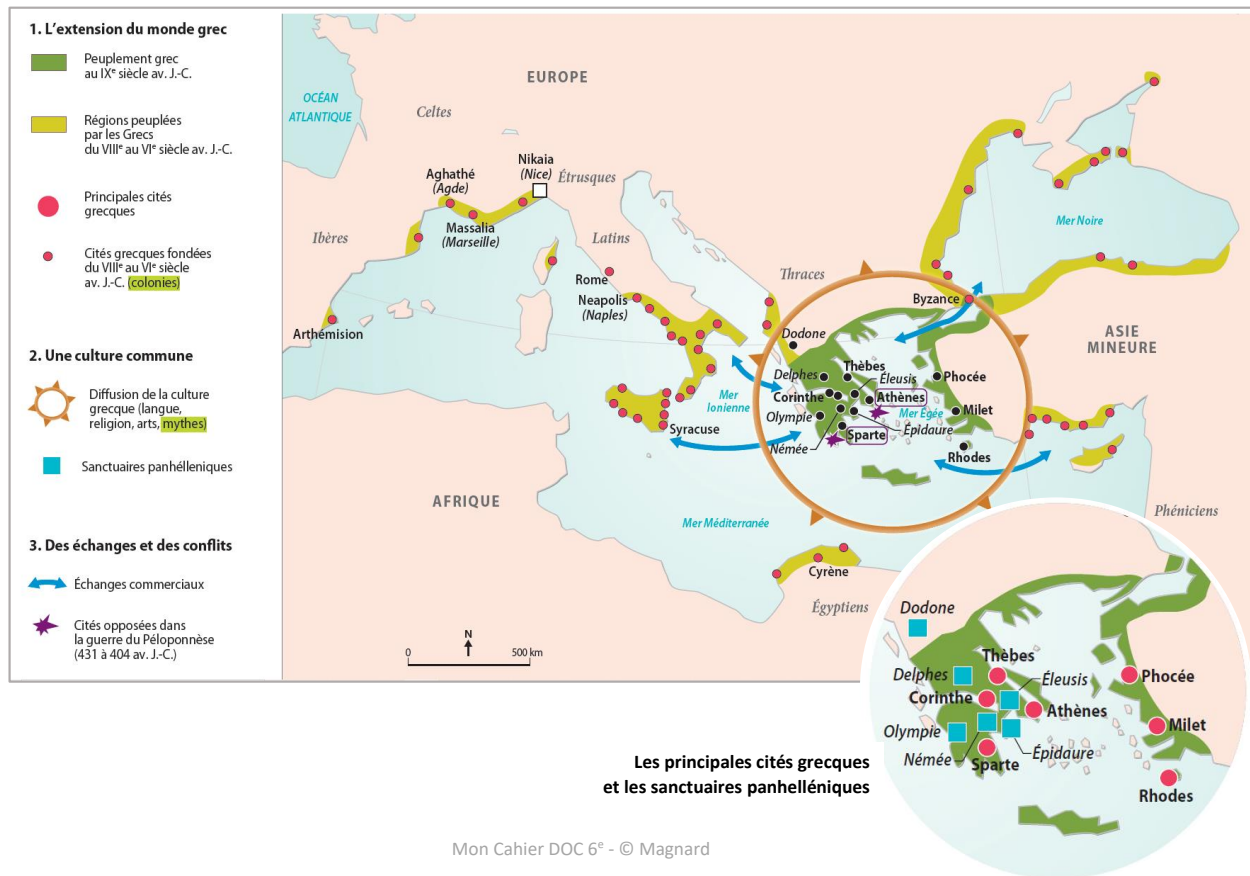 1. L'extension du monde grec
Peuplement grec
au IXᵉ siècle av. J.-C.
Régions peuplées
par les Grecs
du VIIIᵉ au VIᵉ siècle av. J.-C.
Principales cités
grecques
Cités grecques fondées
du VIIIᵉ au VIᵉ siècle
av. J.-C. (colonies)
2. Une culture commune
Diffusion de la culture
grecque (langue,
religion, arts, mythes)
Sanctuaires panhélleniques
3. Des échanges et des conflits
Échanges commerciaux
Cités opposées dans
la guerre du Péloponnèse
(431 à 404 av. J.-C.)
OCÉAN
ATLANTIQUE
EUROPE
Celtes
Nikaia
(Nice)
Étrusques
Aghathé
(Agde)
Massalia
(Marseille)
Ibères
Latins
Rome
Neapolis
(Naples)
Arthémision
Thraces
Mer Noire
Byzance
ASIE
MINEURE
Dodone
Delphes
Thèbes
Éleusis
Phocée
Corinthe
Athènes
Mer
Ionienne
Mer Égée
Milet
Olympie
Épidaure
Syracuse
Sparte
Némée
Rhodes
AFRIQUE
Mer Méditerranée
Phéniciens
Cyrène
Égyptiens
N
0
500 km
Dodone
Thèbes
Delphes
Éleusis
Phocée
Corinthe
Athènes
Olympie
Milet
Némée
Épidaure
Sparte
Rhodes
Les principales cités grecques
et les sanctuaires panhelléniques
Mon Cahier DOC 6ᵉ - © Magnard